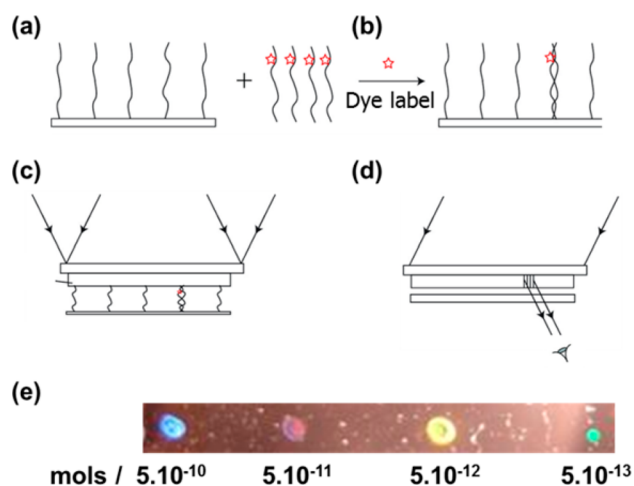 (a)
(b)
+
Dye label
(c)
(d)
(e)
mols / 5.10-10 5.10-11 5.10-12 5.10-13